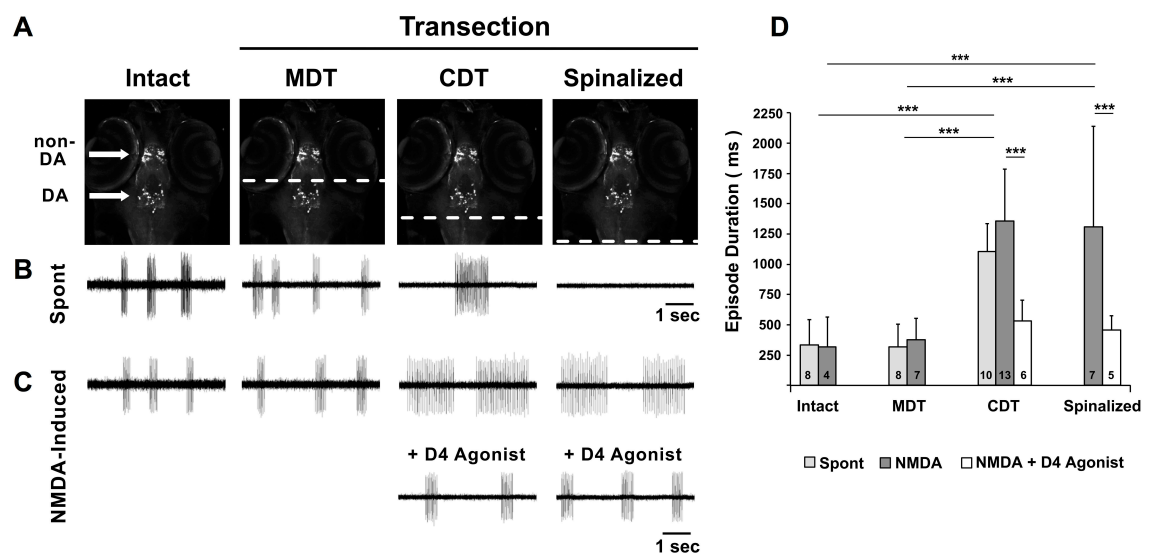 A
Transection
D
Intact MDT CDT Spinalized
non-
DA
DA
B
Spont
1 sec
C
NMDA-Induced
+ D4 Agonist + D4 Agonist
1 sec
*** 
***
***
***
***
***
Episode Duration ( ms )
2250
2000
1750
1500
1250
1000
750
500
250
8 4 8 7 10 13 6 7 5
Intact MDT CDT Spinalized
Spont NMDA NMDA + D4 Agonist